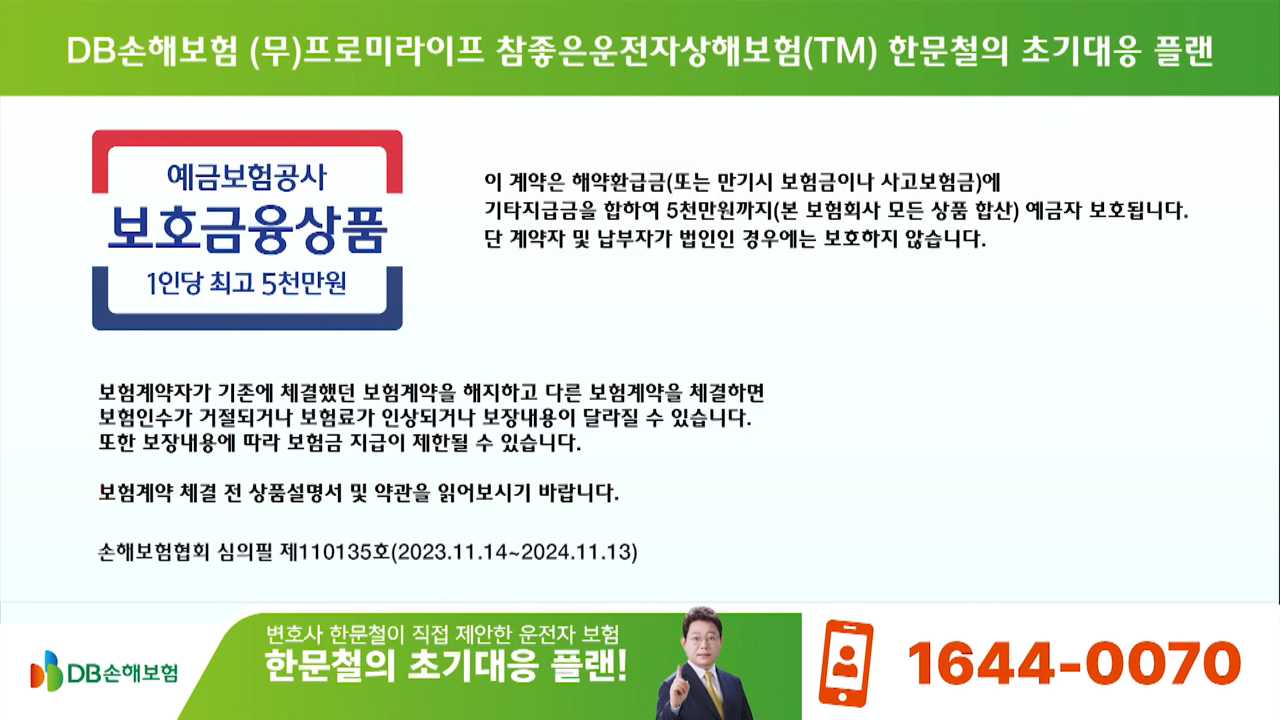 DB손해보험 (무)프로미라이프 참좋은운전자상해보험(TM) 한문철의 초기대응 플랜
예금보험공사
보호금융상품
1인당 최고 5천만원
이 계약은 해약환급금(또는 만기시 보험금이나 사고보험금)에
기타지급금을 합하여 5천만원까지(본 보험회사 모든 상품 합산) 예금자 보호됩니다.
단 계약자 및 납부자가 법인인 경우에는 보호하지 않습니다.
보험계약자가 기존에 체결했던 보험계약을 해지하고 다른 보험계약을 체결하면
보험인수가 거절되거나 보험료가 인상되거나 보장내용이 달라질 수 있습니다.
또한 보장내용에 따라 보험금 지급이 제한될 수 있습니다.
보험계약 체결 전 상품설명서 및 약관을 읽어보시기 바랍니다.
손해보험협회 심의필 제110135호(2023.11.14~2024.11.13)
DB손해보험
변호사 한문철이 직접 제안한 운전자 보험
한문철의 초기대응 플랜!
1644-0070